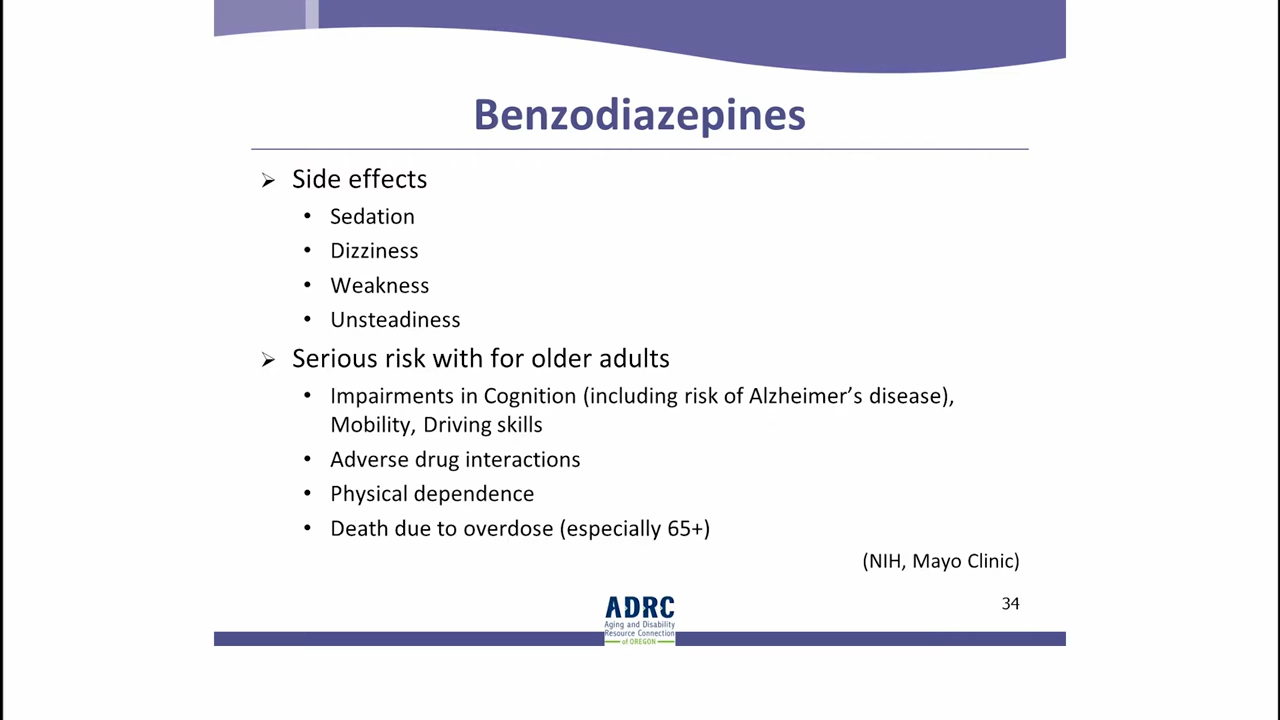 Benzodiazepines
➢ Side effects
• Sedation
• Dizziness
• Weakness
• Unsteadiness
➢ Serious risk with for older adults
• Impairments in Cognition (including risk of Alzheimer’s disease),
Mobility, Driving skills
• Adverse drug interactions
• Physical dependence
• Death due to overdose (especially 65+)
(NIH, Mayo Clinic)
34
ADRC
Aging and Disability
Resource Connection
of OREGON